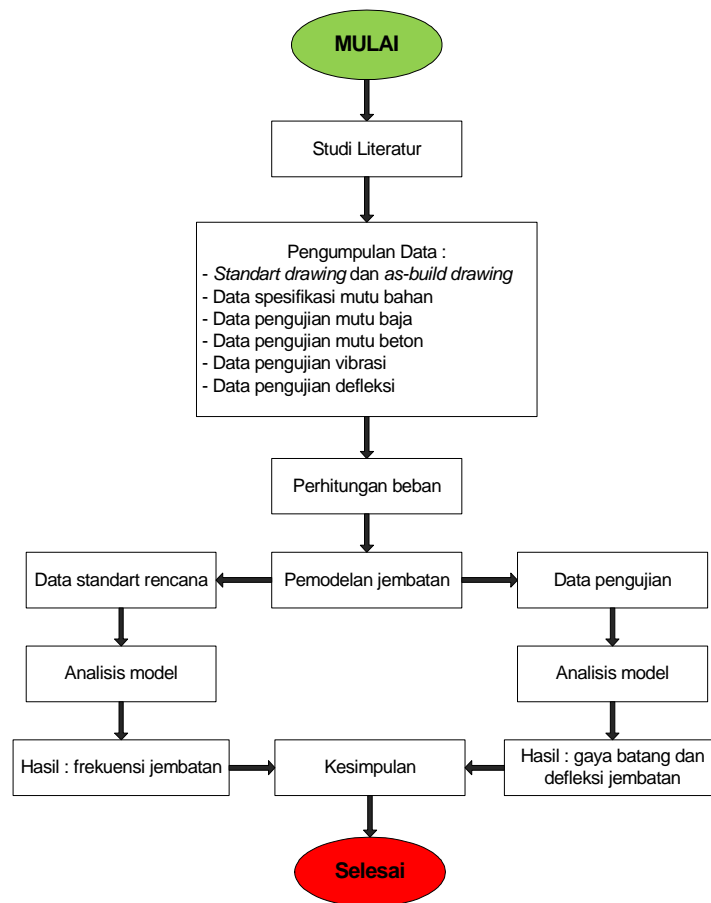 MULAI
Studi Literatur
Pengumpulan Data :
- Standart drawing dan as-build drawing
- Data spesifikasi mutu bahan
- Data pengujian mutu baja
- Data pengujian mutu beton
- Data pengujian vibrasi
- Data pengujian defleksi
Perhitungan beban
Data standart rencana
Pemodelan jembatan
Data pengujian
Analisis model
Analisis model
Hasil : frekuensi jembatan
Kesimpulan
Hasil : gaya batang dan
defleksi jembatan
Selesai